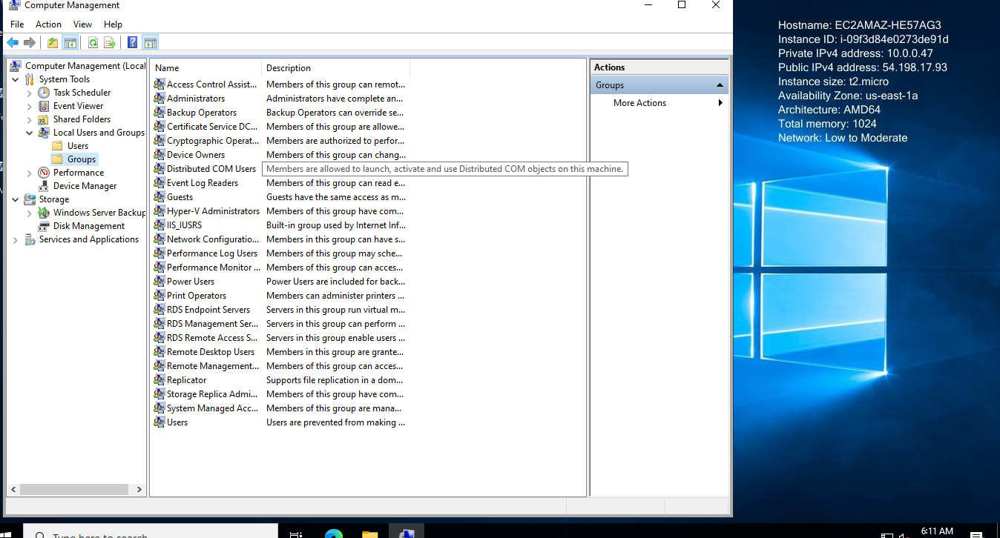 Computer Management
File Action View Help
Computer Management (Local
System Tools
Task Scheduler
Event Viewer
Shared Folders
Local Users and Groups
Users
Groups
Performance
Device Manager
Storage
Windows Server Backup
Disk Management
Services and Applications
Name Description
Access Control Assist... Members of this group can remot...
Administrators Administrators have complete an...
Backup Operators Backup Operators can override se...
Certificate Service DC... Members of this group are allowe...
Cryptographic Operat... Members are authorized to perfor...
Device Owners Members of this group can chang...
Distributed COM Users Members are allowed to launch, activate and use Distributed COM objects on this machine.
Event Log Readers Members of this group can read e...
Guests Guests have the same access as m...
Hyper-V Administrators Members of this group have com...
IIS_IUSRS Built-in group used by Internet Inf...
Network Configuratio... Members in this group can have s...
Performance Log Users Members of this group may sche...
Performance Monitor ... Members of this group can acces...
Power Users Power Users are included for back...
Print Operators Members can administer printers ...
RDS Endpoint Servers Servers in this group run virtual m...
RDS Management Ser... Servers in this group can perform ...
RDS Remote Access S... Servers in this group enable users ...
Remote Desktop Users Members in this group are grante...
Remote Management... Members of this group can acces...
Replicator Supports file replication in a dom...
Storage Replica Admi... Members of this group have com...
System Managed Acc... Members of this group are mana...
Users Users are prevented from making ...
Actions
Groups
More Actions
Hostname: EC2AMAZ-HE57AG3
Instance ID: i-09f3d84e0273de91d
Private IPv4 address: 10.0.0.47
Public IPv4 address: 54.198.17.93
Instance size: t2.micro
Availability Zone: us-east-1a
Architecture: AMD64
Total memory: 1024
Network: Low to Moderate
Type here to search
6:11 AM